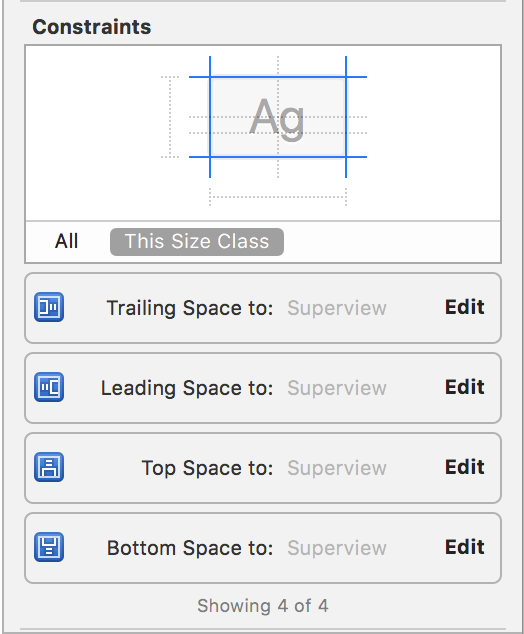 Constraints
Ag
All This Size Class
Trailing Space to: Superview Edit
Leading Space to: Superview Edit
Top Space to: Superview Edit
Bottom Space to: Superview Edit
Showing 4 of 4